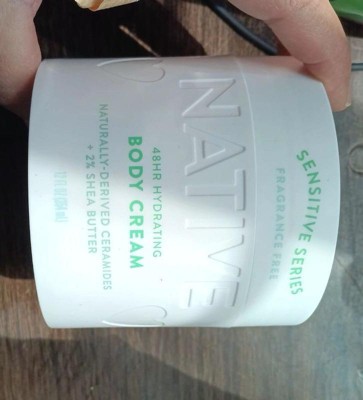 SENSITIVE SERIES
FRAGRANCE FREE
NATIVE
48HR HYDRATING
BODY CREAM
NATURALLY-DERIVED CERAMIDES
+ 2% SHEA BUTTER